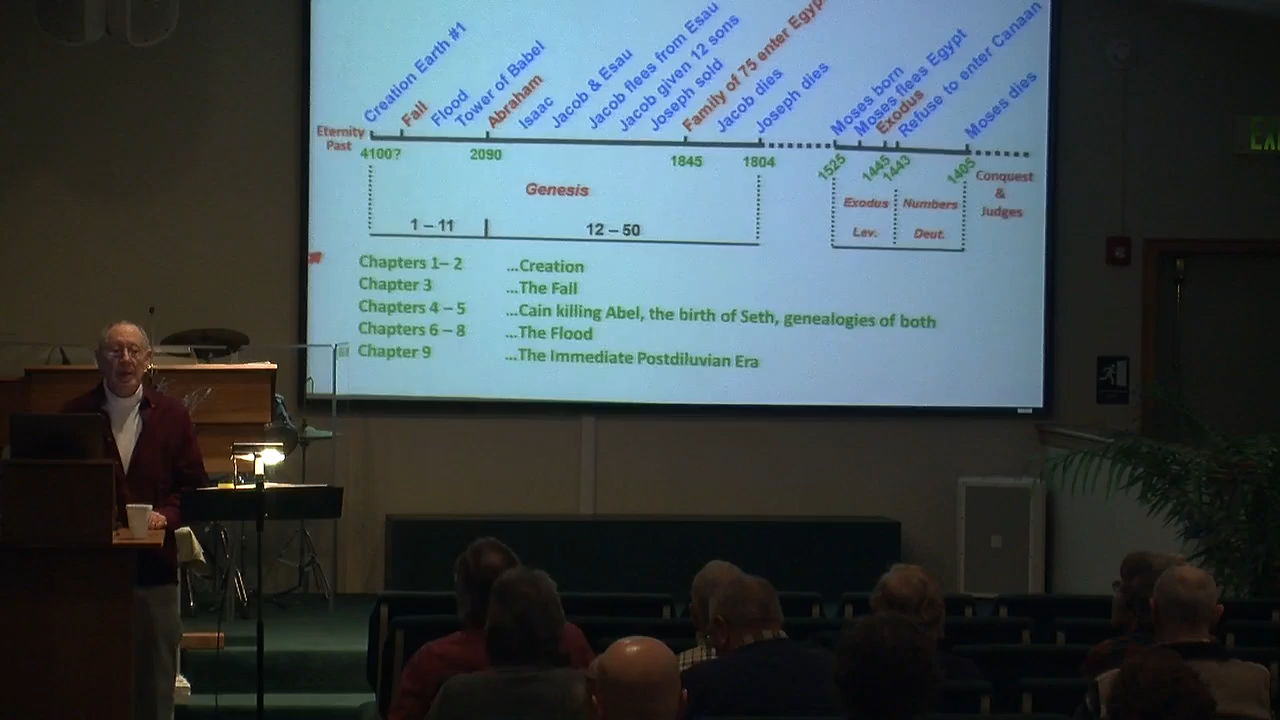 Creation Earth #1
Fall
Flood
Tower of Babel
Abraham
Isaac
Jacob & Esau
Jacob flees from Esau
Jacob given 12 sons
Joseph sold
Family of 75 enter Egyp
Jacob dies
Joseph dies
Moses born
Moses flees Egypt
Exodus
Refuse to enter Canaan
Moses dies
Eternity
Past
4100?
2090
1845
1804
1525
1445
1443
1405
Conquest
&
Judges
Genesis
Exodus
Numbers
1 – 11
12 – 50
Lev.
Deut.
Chapters 1– 2 ...Creation
Chapter 3 ...The Fall
Chapters 4 – 5 ...Cain killing Abel, the birth of Seth, genealogies of both
Chapters 6 – 8 ...The Flood
Chapter 9 ...The Immediate Postdiluvian Era